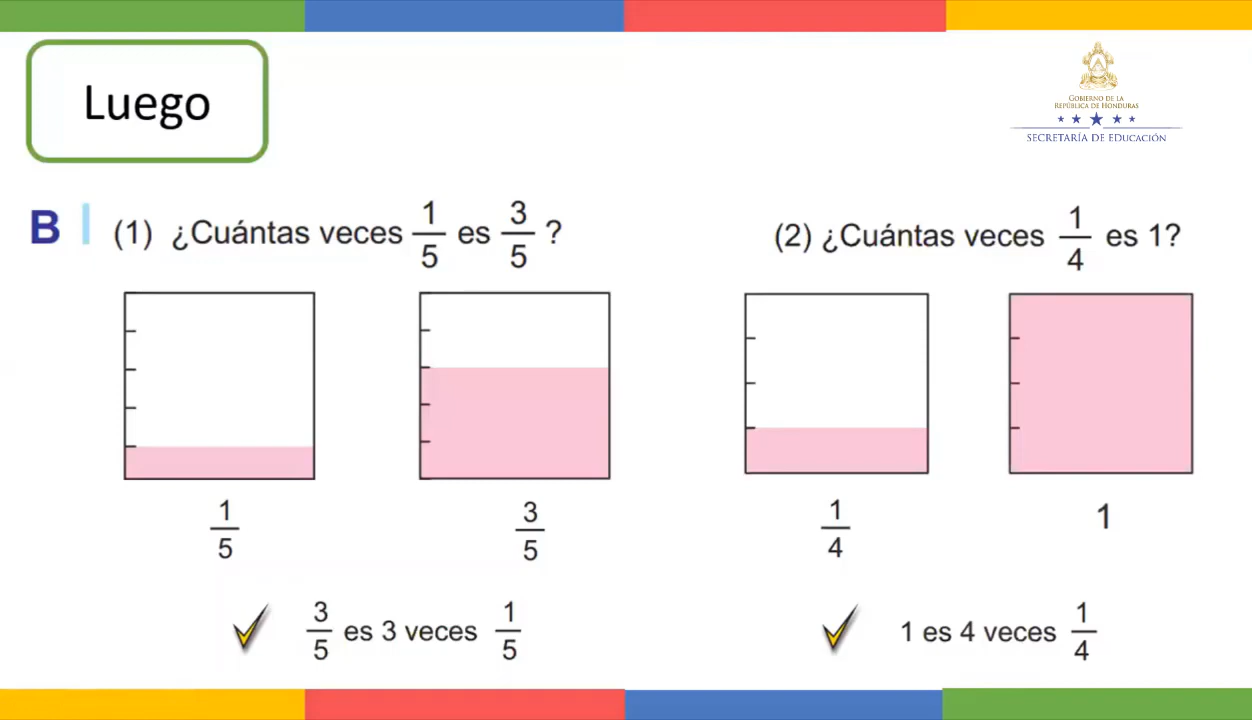 Luego
GOBIERNO DE LA
REPÚBLICA DE HONDURAS
SECRETARÍA DE EDUCACIÓN
B (1) ¿Cuántas veces 1/5 es 3/5 ?
(2) ¿Cuántas veces 1/4 es 1?
1/5
3/5
1/4
1
3/5 es 3 veces 1/5
1 es 4 veces 1/4